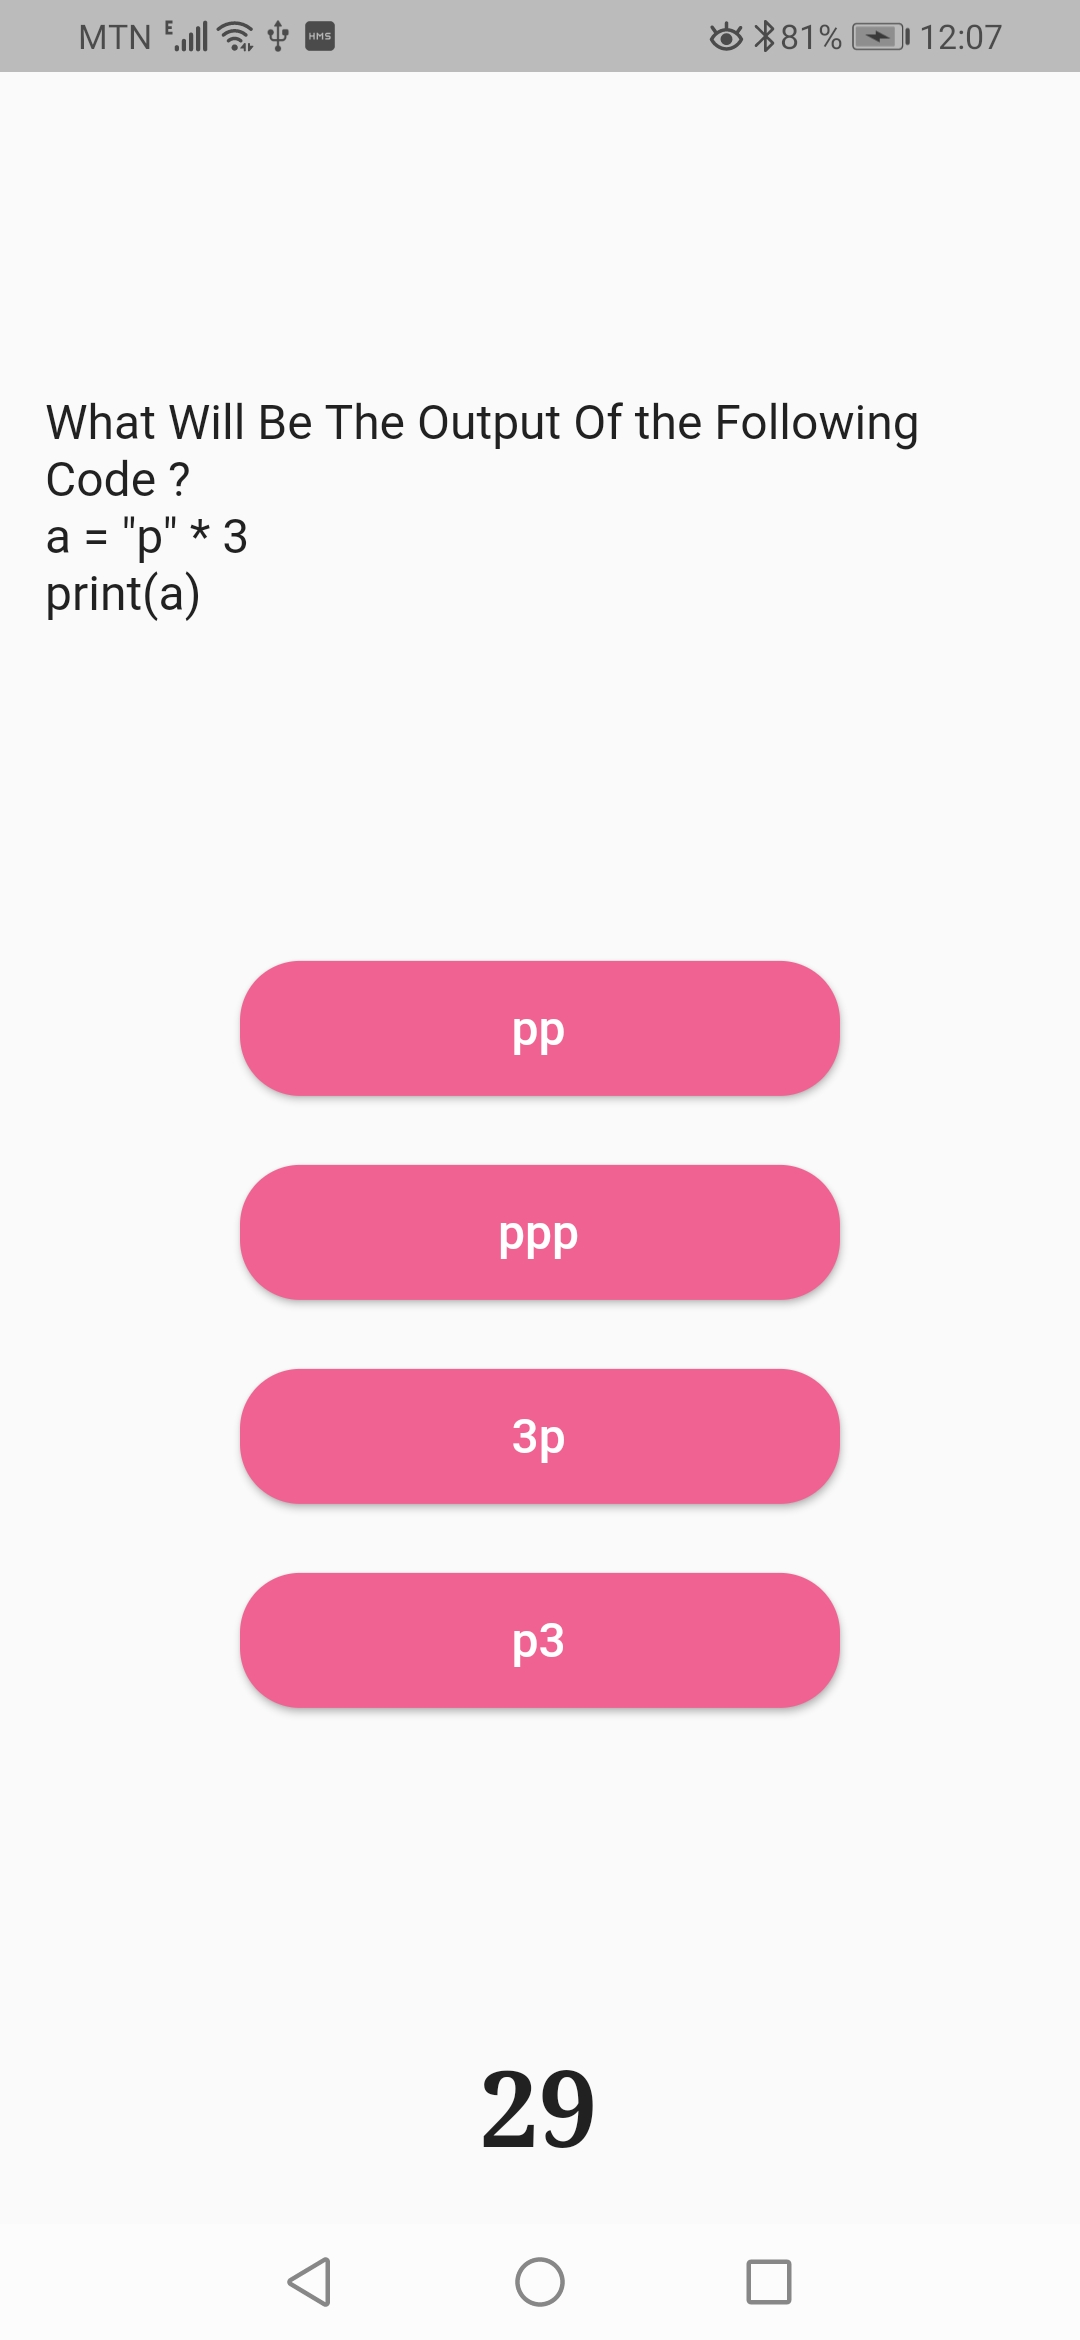 MTN E HMS 81% 12:07
What Will Be The Output Of the Following
Code ?
a = "p" * 3
print(a)
pp
ppp
3p
p3
29